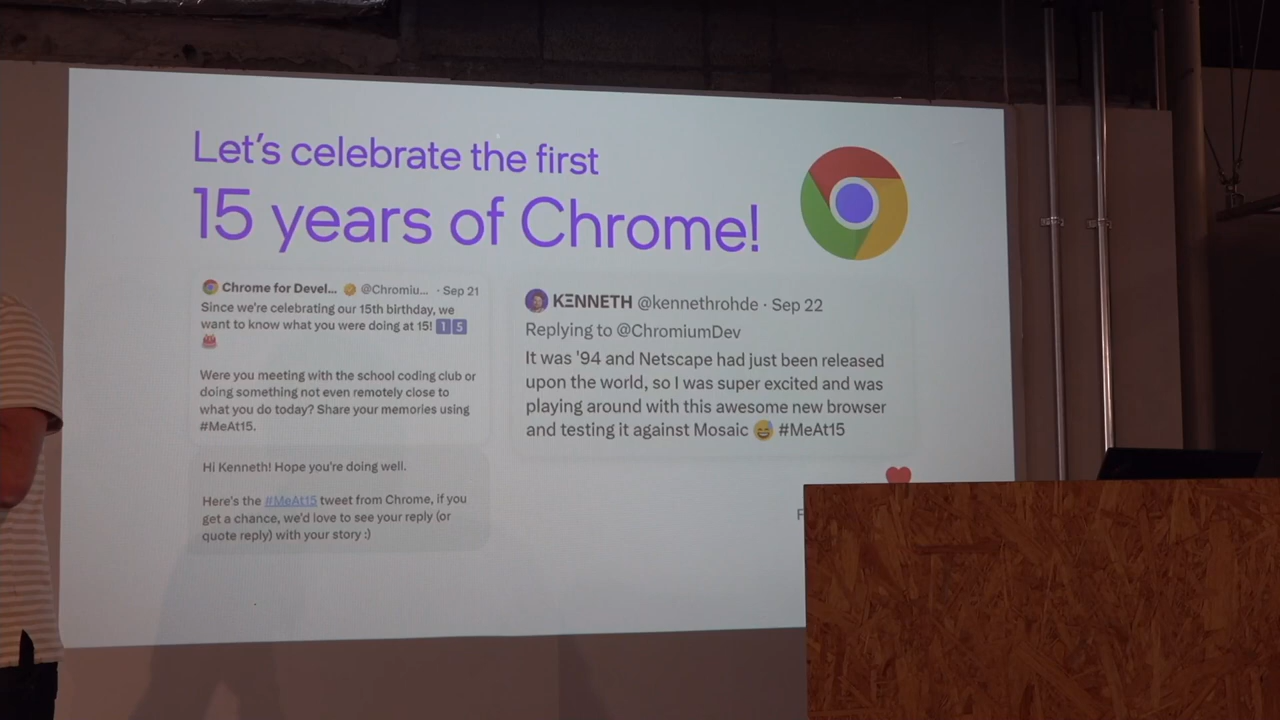 Let's celebrate the first
15 years of Chrome!
Chrome for Devel... @Chromiu... · Sep 21
Since we're celebrating our 15th birthday, we
want to know what you were doing at 15! 1 5
Were you meeting with the school coding club or
doing something not even remotely close to
what you do today? Share your memories using
#MeAt15.
Hi Kenneth! Hope you're doing well.
Here's the #MeAt15 tweet from Chrome, if you
get a chance, we'd love to see your reply (or
quote reply) with your story :)
KΞNNETH @kennethrohde · Sep 22
Replying to @ChromiumDev
It was '94 and Netscape had just been released
upon the world, so I was super excited and was
playing around with this awesome new browser
and testing it against Mosaic 😅 #MeAt15